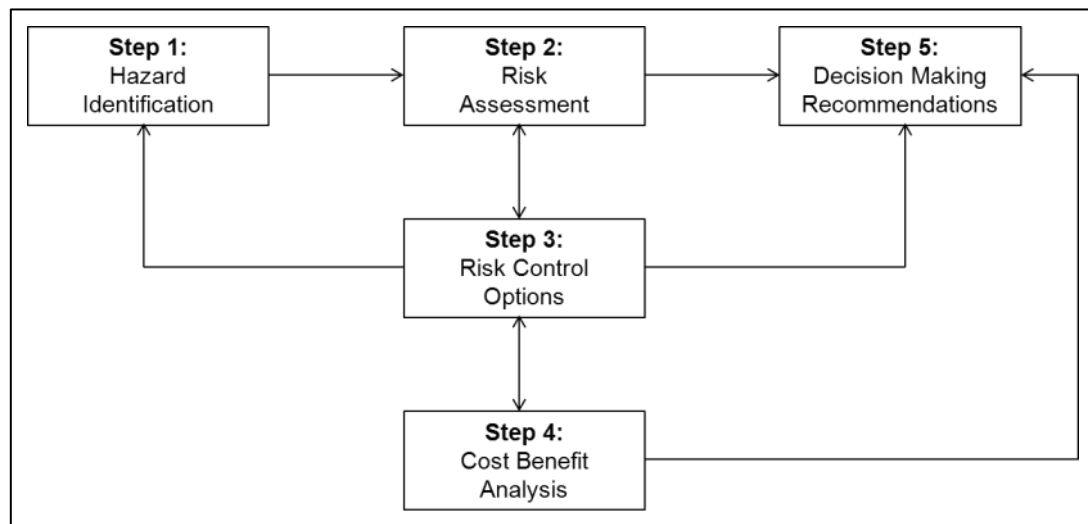 Step 1:
Hazard
Identification
Step 2:
Risk
Assessment
Step 5:
Decision Making
Recommendations
Step 3:
Risk Control
Options
Step 4:
Cost Benefit
Analysis